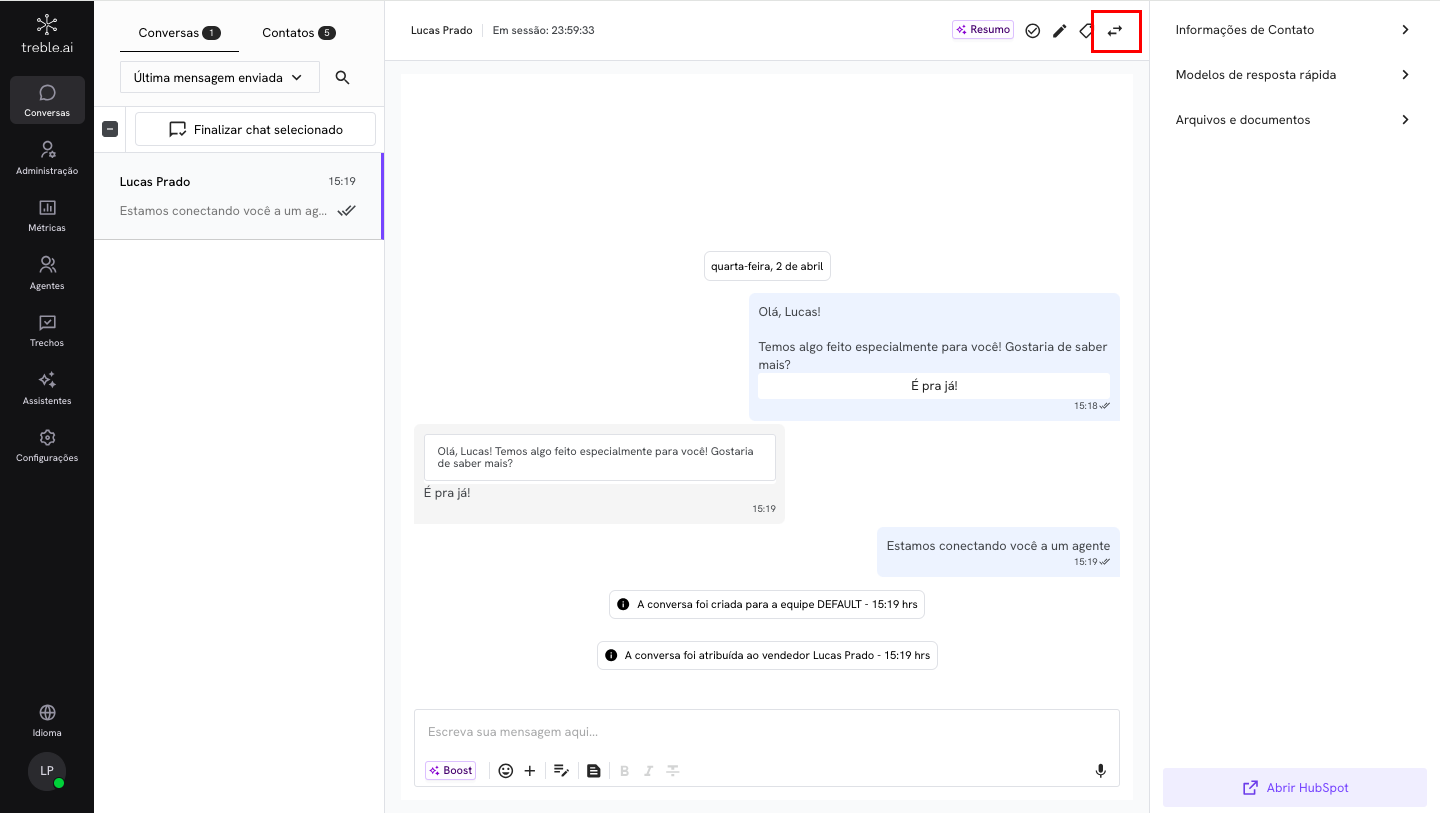 treble.ai
Conversas
Administração
Métricas
Agentes
Trechos
Assistentes
Configurações
Idioma
LP
Conversas 1
Contatos 5
Última mensagem enviada
Finalizar chat selecionado
Lucas Prado 15:19
Estamos conectando você a um ag...
Lucas Prado Em sessão: 23:59:33
Resumo
quarta-feira, 2 de abril
Olá, Lucas!
Temos algo feito especialmente para você! Gostaria de saber
mais?
É pra já!
15:18
Olá, Lucas! Temos algo feito especialmente para você! Gostaria
de saber mais?
É pra já!
15:19
Estamos conectando você a um agente
15:19
A conversa foi criada para a equipe DEFAULT - 15:19 hrs
A conversa foi atribuída ao vendedor Lucas Prado - 15:19 hrs
Escreva sua mensagem aqui...
Boost
B I S
Informações de Contato
Modelos de resposta rápida
Arquivos e documentos
Abrir HubSpot